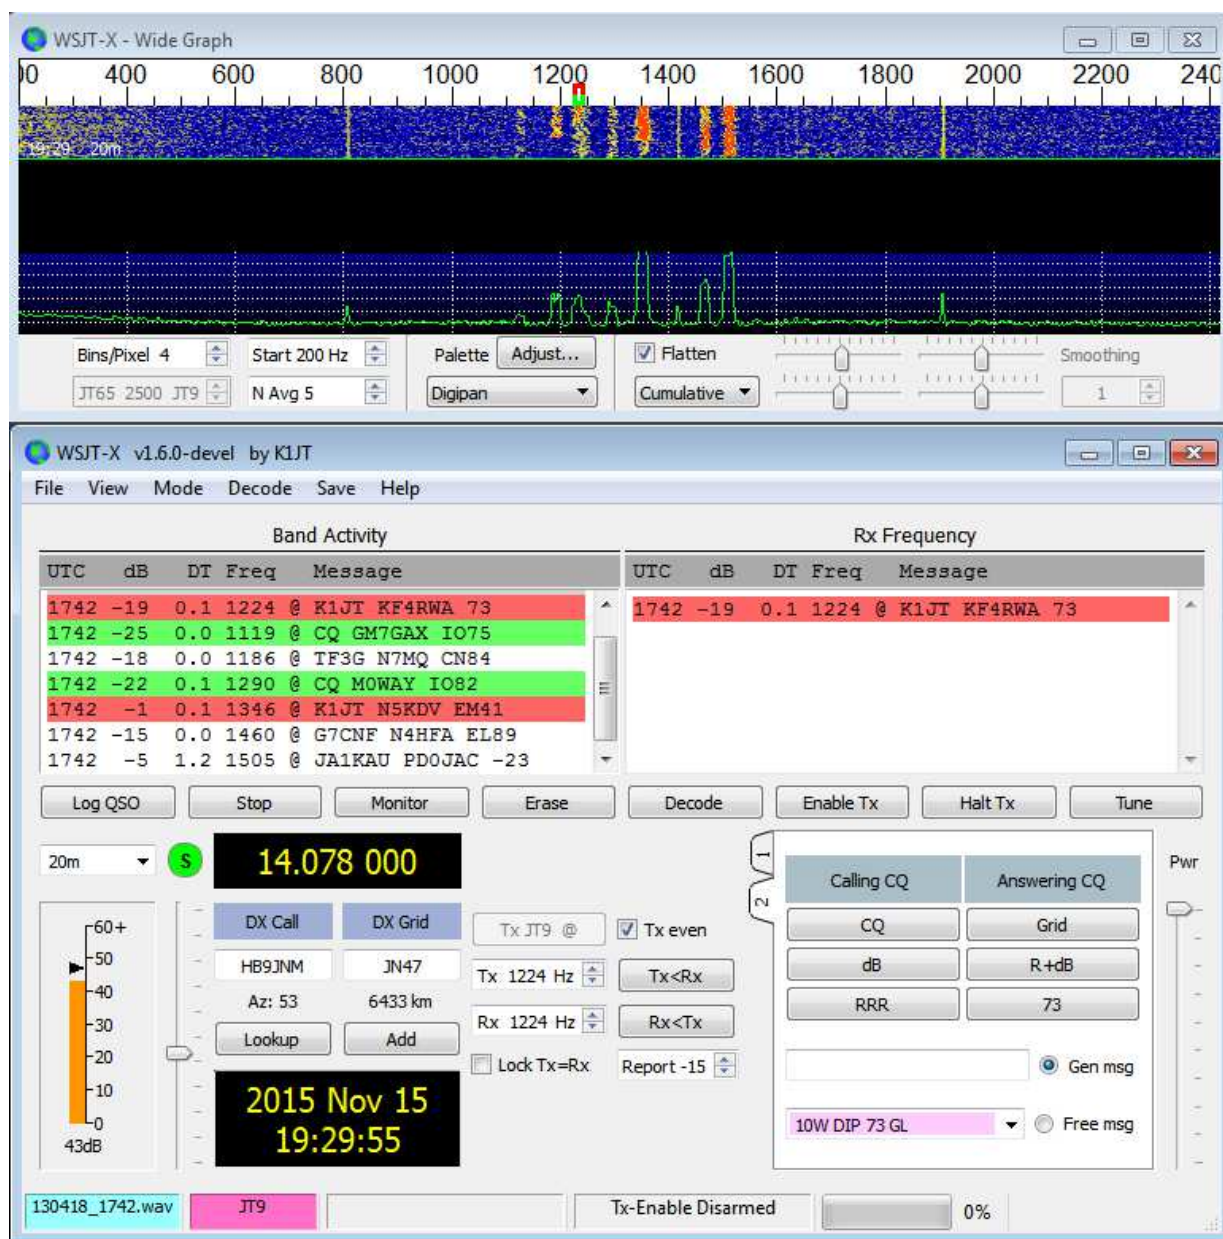 WSJT-X - Wide Graph
00 400 600 800 1000 1200 1400 1600 1800 2000 2200 240
19:29 20m
Bins/Pixel 4 Start 200 Hz Palette Adjust... Flatten Smoothing
JT65 2500 JT9 N Avg 5 Digipan Cumulative 1
WSJT-X v1.6.0-devel by K1JT
File View Mode Decode Save Help
Band Activity Rx Frequency
UTC dB DT Freq Message UTC dB DT Freq Message
1742 -19 0.1 1224 @ K1JT KF4RWA 73 1742 -19 0.1 1224 @ K1JT KF4RWA 73
1742 -25 0.0 1119 @ CQ GM7GAX IO75
1742 -18 0.0 1186 @ TF3G N7MQ CN84
1742 -22 0.1 1290 @ CQ M0WAY IO82
1742 -1 0.1 1346 @ K1JT N5KDV EM41
1742 -15 0.0 1460 @ G7CNF N4HFA EL89
1742 -5 1.2 1505 @ JA1KAU PD0JAC -23
Log QSO Stop Monitor Erase Decode Enable Tx Halt Tx Tune
20m S 14.078 000 1 Calling CQ Answering CQ Pwr
60+ DX Call DX Grid Tx JT9 @ Tx even 2 CQ Grid
50 HB9JNM JN47 Tx 1224 Hz Tx<Rx dB R+dB
40 Az: 53 6433 km RRR 73
30 Lookup Add Rx 1224 Hz Rx<Tx
20 Lock Tx=Rx Report -15 Gen msg
10 2015 Nov 15 10W DIP 73 GL Free msg
0 19:29:55
43dB
130418_1742.wav JT9 Tx-Enable Disarmed 0%